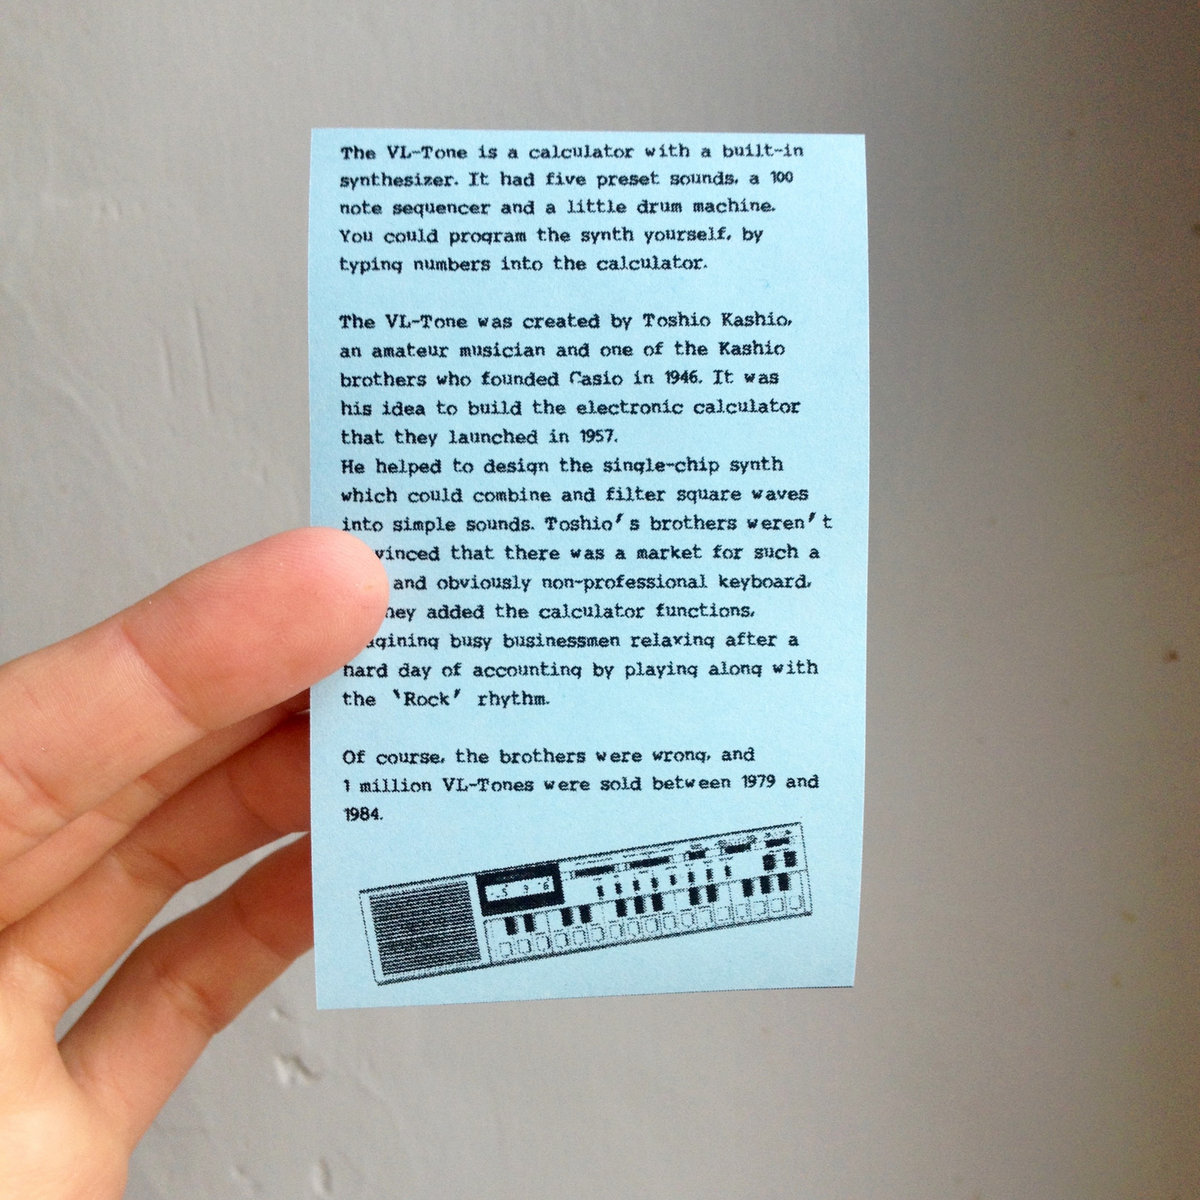 The VL-Tone is a calculator with a built-in
synthesizer. It had five preset sounds, a 100
note sequencer and a little drum machine.
You could program the synth yourself, by
typing numbers into the calculator.
The VL-Tone was created by Toshio Kashio,
an amateur musician and one of the Kashio
brothers who founded Casio in 1946. It was
his idea to build the electronic calculator
that they launched in 1957.
He helped to design the single-chip synth
which could combine and filter square waves
into simple sounds. Toshio's brothers weren't
that there was a market for such a
and obviously non-professional keyboard,
added the calculator functions,
busy businessmen relaxing after a
hard day of accounting by playing along with
the 'Rock' rhythm.
Of course, the brothers were wrong, and
1 million VL-Tones were sold between 1979 and
1984.